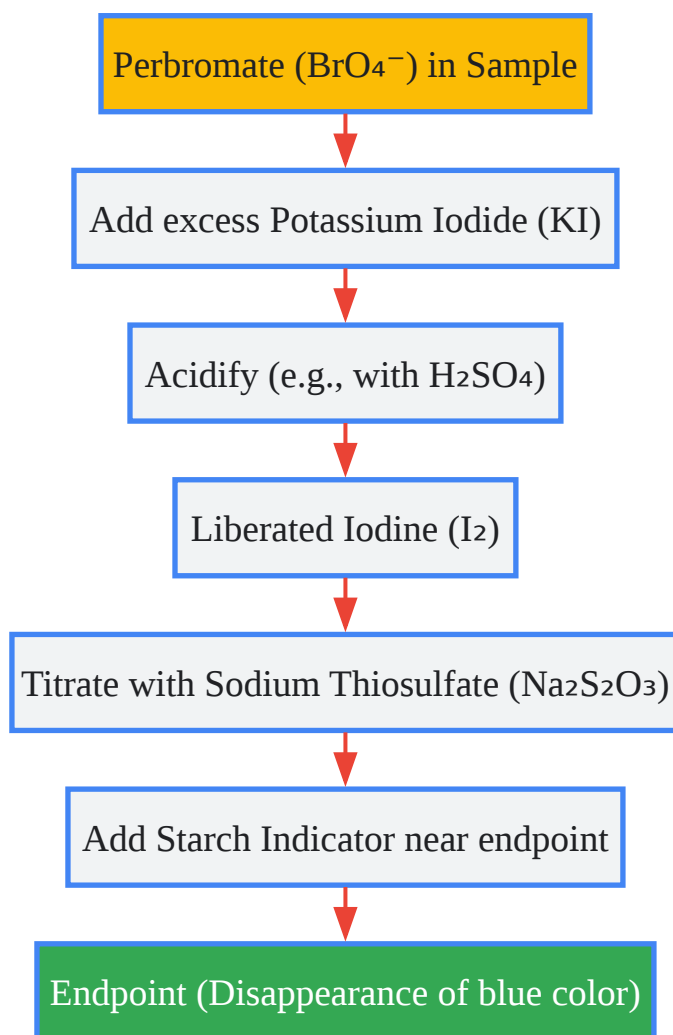 Perbromate (BrO₄⁻) in Sample
Add excess Potassium Iodide (KI)
Acidify (e.g., with H₂SO₄)
Liberated Iodine (I₂)
Titrate with Sodium Thiosulfate (Na₂S₂O₃)
Add Starch Indicator near endpoint
Endpoint (Disappearance of blue color)